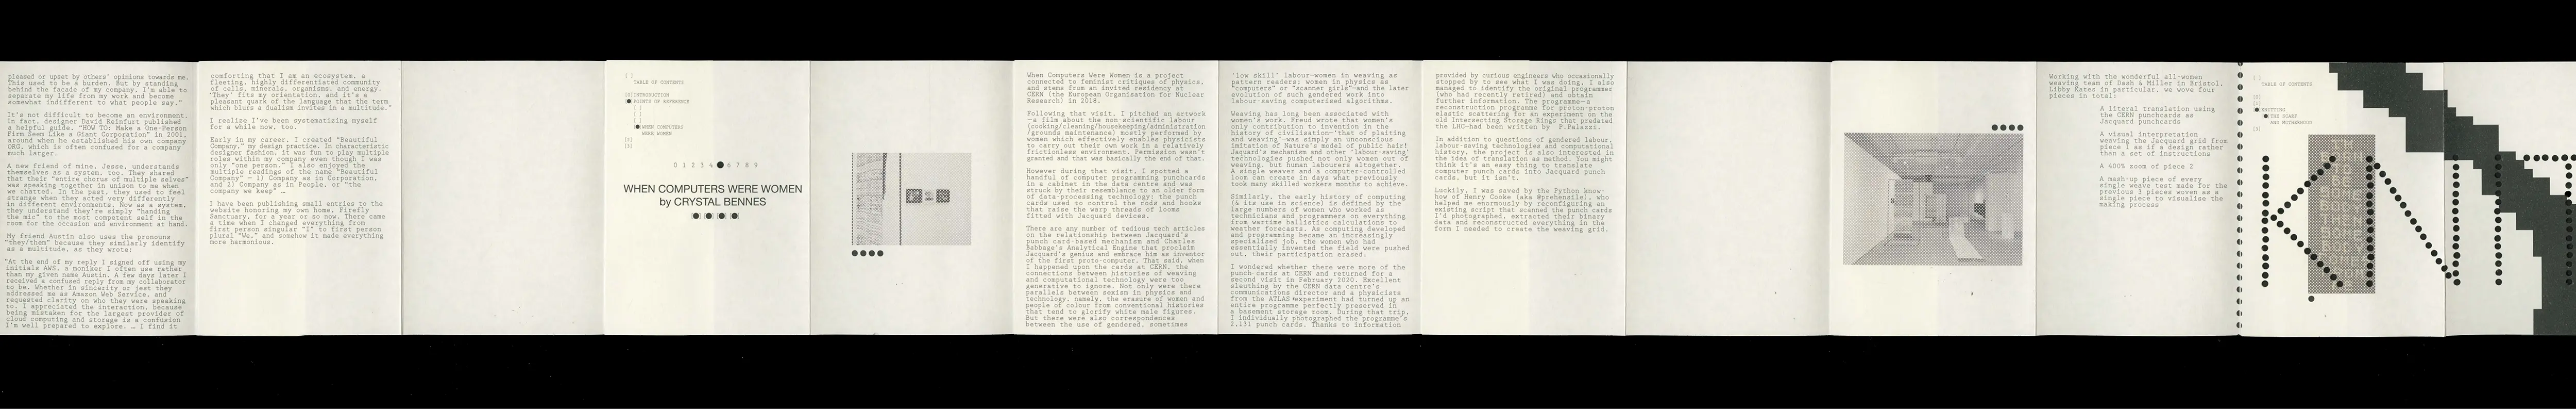 pleased or upset by others' opinions towards me.
This used to be a burden. But by standing
behind the facade of my company, I'm able to
separate my life from my work and become
somewhat indifferent to what people say."
It's not difficult to become an environment.
In fact, designer David Reinfurt published
a helpful guide, "HOW TO: Make a One-Person
Firm Seem Like a Giant Corporation" in 2001,
around when he established his own company
ORG, which is often confused for a company
much larger.
A new friend of mine, Jesse, understands
themselves as a system, too. They shared
that their "entire chorus of multiple selves"
was speaking together in unison to me when
we chatted. In the past, they used to feel
strange when they acted very differently
in different environments. Now as a system,
they understand they're simply "handing
the mic" to the most competent self in the
room for the occasion and environment at hand.
My friend Austin also uses the pronouns
"they/them" because they similarly identify
as a multitude, as they wrote:
"At the end of my reply I signed off using my
initials AWS, a moniker I often use rather
than my given name Austin. A few days later I
received a confused reply from my collaborator
to be. Whether in sincerity or jest they
addressed me as Amazon Web Service, and
requested clarity on who they were speaking
to. I appreciated the interaction, because
being mistaken for the largest provider of
cloud computing and storage is a confusion
I'm well prepared to explore. … I find it
comforting that I am an ecosystem, a
fleeting, highly differentiated community
of cells, minerals, organisms, and energy.
'They' fits my orientation, and it's a
pleasant quark of the language that the term
which blurs a dualism invites in a multitude."
I realize I've been systematizing myself
for a while now, too.
Early in my career, I created "Beautiful
Company," my design practice. In characteristic
designer fashion, it was fun to play multiple
roles within my company even though I was
only "one person." I also enjoyed the
multiple readings of the name "Beautiful
Company" — 1) Company as in Corporation,
and 2) Company as in People, or "the
company we keep" …
I have been publishing small entries to the
website honoring my own home, Firefly
Sanctuary, for a year or so now. There came
a time when I changed everything from
first person singular "I" to first person
plural "We," and somehow it made everything
more harmonious.
[ ]
TABLE OF CONTENTS
[0]INTRODUCTION
POINTS OF REFERENCE
[ ]
[ ]
[ ]
[ ]
WHEN COMPUTERS
WERE WOMEN
[2]
[3]
0 1 2 3 4 ● 6 7 8 9
WHEN COMPUTERS WERE WOMEN
by CRYSTAL BENNES
When Computers Were Women is a project
connected to feminist critiques of physics,
and stems from an invited residency at
CERN (the European Organisation for Nuclear
Research) in 2018.
Following that visit, I pitched an artwork
—a film about the non-scientific labour
(cooking/cleaning/housekeeping/administration
/grounds maintenance) mostly performed by
women which effectively enables physicists
to carry out their own work in a relatively
frictionless environment. Permission wasn't
granted and that was basically the end of that.
However during that visit, I spotted a
handful of computer programming punchcards
in a cabinet in the data centre and was
struck by their resemblance to an older form
of data-processing technology: the punch
cards used to control the rods and hooks
that raise the warp threads of looms
fitted with Jacquard devices.
There are any number of tedious tech articles
on the relationship between Jacquard's
punch card-based mechanism and Charles
Babbage's Analytical Engine that proclaim
Jacquard's genius and embrace him as inventor
of the first proto-computer. That said, when
I happened upon the cards at CERN, the
connections between histories of weaving
and computational technology were too
generative to ignore. Not only were there
parallels between sexism in physics and
technology, namely, the erasure of women and
people of colour from conventional histories
that tend to glorify white male figures.
But there were also correspondences
between the use of gendered, sometimes
'low skill' labour—women in weaving as
pattern readers; women in physics as
"computers" or "scanner girls"—and the later
evolution of such gendered work into
labour-saving computerised algorithms.
Weaving has long been associated with
women's work. Freud wrote that women's
only contribution to invention in the
history of civilisation—'that of plaiting
and weaving'—was simply an unconscious
imitation of Nature's model of public hair!
Jaquard's mechanism and other 'labour-saving'
technologies pushed not only women out of
weaving, but human labourers altogether.
A single weaver and a computer-controlled
loom can create in days what previously
took many skilled workers months to achieve.
Similarly, the early history of computing
(& its use in science) is defined by the
large numbers of women who worked as
technicians and programmers on everything
from wartime ballistics calculations to
weather forecasts. As computing developed
and programming became an increasingly
specialised job, the women who had
essentially invented the field were pushed
out, their participation erased.
I wondered whether there were more of the
punch cards at CERN and returned for a
second visit in February 2020. Excellent
sleuthing by the CERN data centre's
communications director and a physicists
from the ATLAS experiment had turned up an
entire programme perfectly preserved in
a basement storage room. During that trip,
I individually photographed the programme's
2,131 punch cards. Thanks to information
provided by curious engineers who occasionally
stopped by to see what I was doing, I also
managed to identify the original programmer
(who had recently retired) and obtain
further information. The programme—a
reconstruction programme for proton-proton
elastic scattering for an experiment on the
old Intersecting Storage Rings that predated
the LHC—had been written by F.Palazzi.
In addition to questions of gendered labour,
labour-saving technologies and computational
history, the project is also interested in
the idea of translation as method. You might
think it's an easy thing to translate
computer punch cards into Jacquard punch
cards, but it isn't.
Luckily, I was saved by the Python know-
how of Henry Cooke (aka @prehensile), who
helped me enormously by reconfiguring an
existing script that scanned the punch cards
I'd photographed, extracted their binary
data and reconstructed everything into the
form I needed to create the weaving grid.
Working with the wonderful all-women
weaving team of Dash & Miller in Bristol,
Libby Kates in particular, we wove four
pieces in total:
A literal translation using
the CERN punchcards as
Jacquard punchcards
A visual interpretation
weaving the Jacquard grid from
piece 1 as if a design rather
than a set of instructions
A 400% zoom of piece 2
A mash-up piece of every
single weave test made for the
previous 3 pieces woven as a
single piece to visualise the
making process
[ ]
TABLE OF CONTENTS
[0]
[1]
KNITTING
THE SCARF
AND MOTHERHOOD
[3]